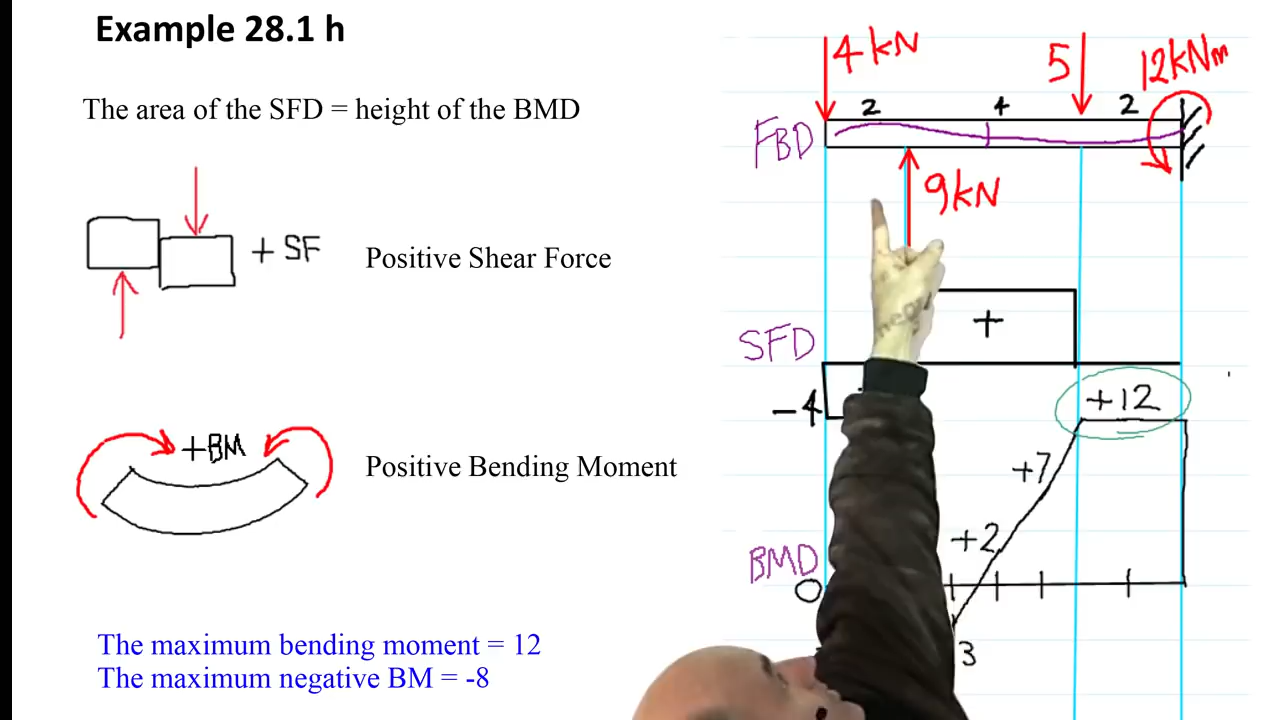 Example 28.1 h
The area of the SFD = height of the BMD
+ SF
Positive Shear Force
+BM
Positive Bending Moment
The maximum bending moment = 12
The maximum negative BM = -8
4 kN
5
12kNm
2
4
2
FBD
9kN
SFD
+
-4
+12
+7
+2
BMD
0
3